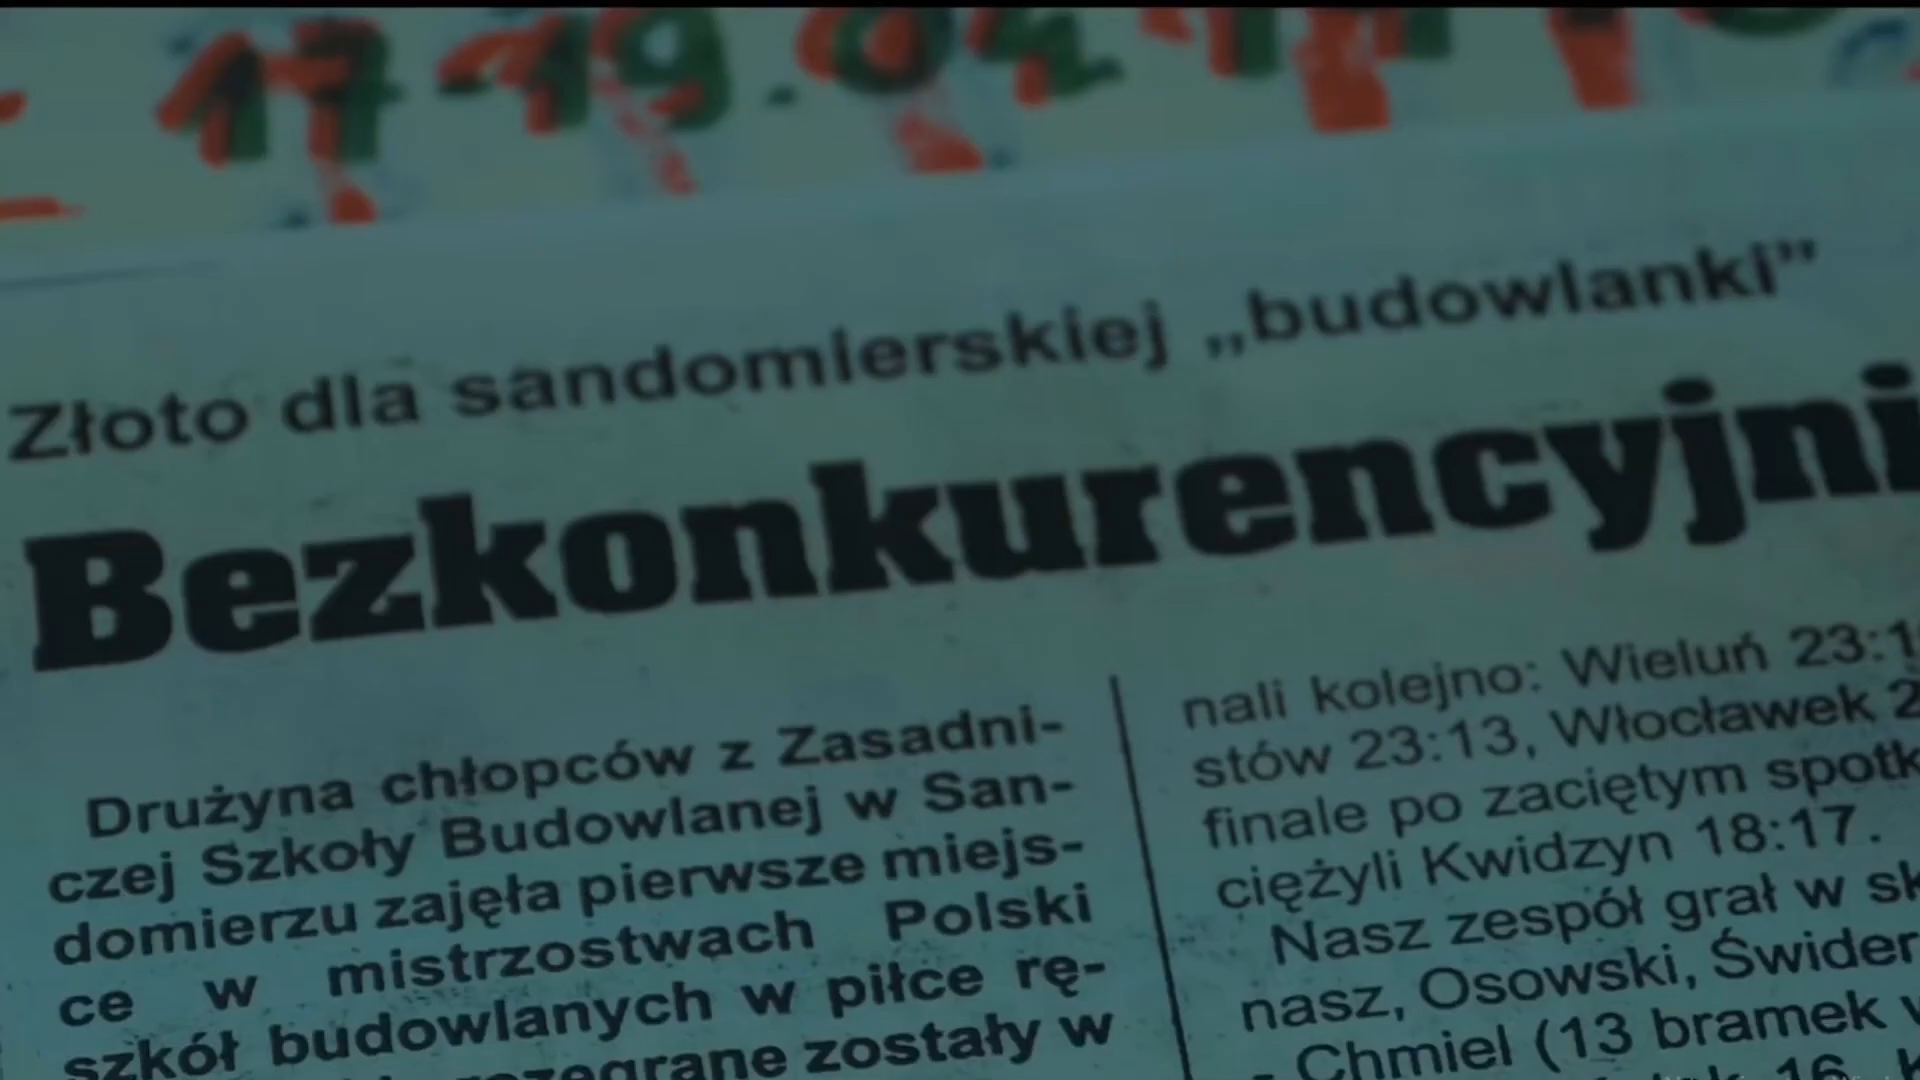 17-19.04
Złoto dla sandomierskiej „budowlanki”
Bezkonkurencyjni
Drużyna chłopców z Zasadni-
czej Szkoły Budowlanej w San-
domierzu zajęła pierwsze miejs-
ce w mistrzostwach Polski
szkół budowlanych w piłce rę-
zostały w
nali kolejno: Wieluń 23:1
stów 23:13, Włocławek 2
finale po zaciętym spotk
ciężyli Kwidzyn 18:17.
Nasz zespół grał w sk
nasz, Osowski, Świder
- Chmiel (13 bramek w
16